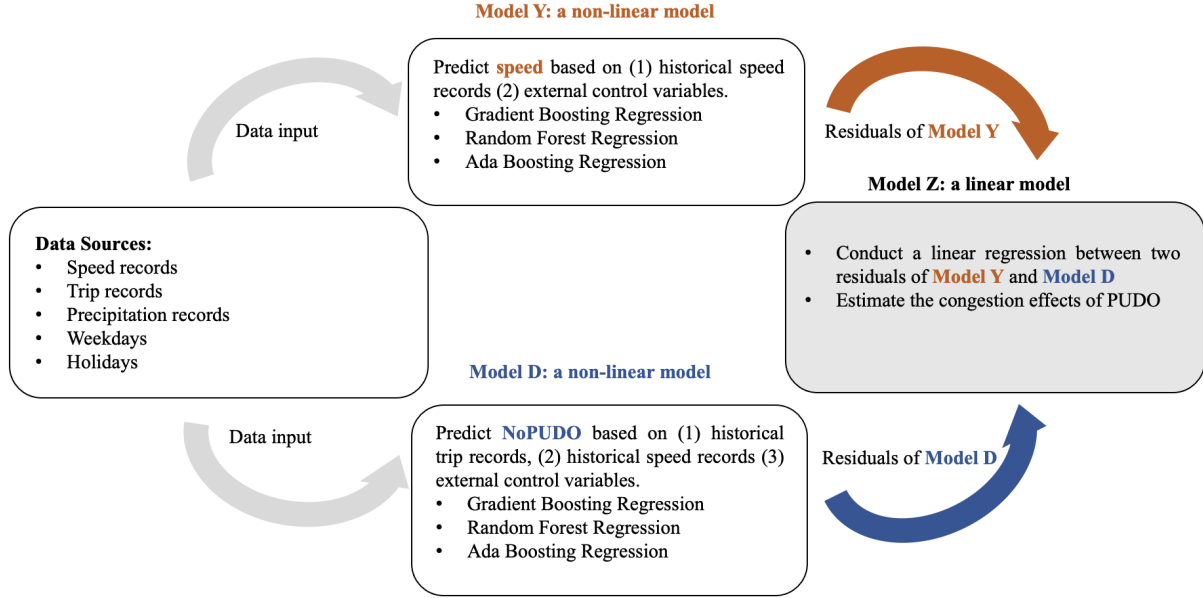 Model Y: a non-linear model
Predict speed based on (1) historical speed
records (2) external control variables.
• Gradient Boosting Regression
• Random Forest Regression
• Ada Boosting Regression
Data input
Residuals of Model Y
Data Sources:
• Speed records
• Trip records
• Precipitation records
• Weekdays
• Holidays
Model Z: a linear model
• Conduct a linear regression between two
residuals of Model Y and Model D
• Estimate the congestion effects of PUDO
Model D: a non-linear model
Data input
Predict NoPUDO based on (1) historical
trip records, (2) historical speed records (3)
external control variables.
• Gradient Boosting Regression
• Random Forest Regression
• Ada Boosting Regression
Residuals of Model D